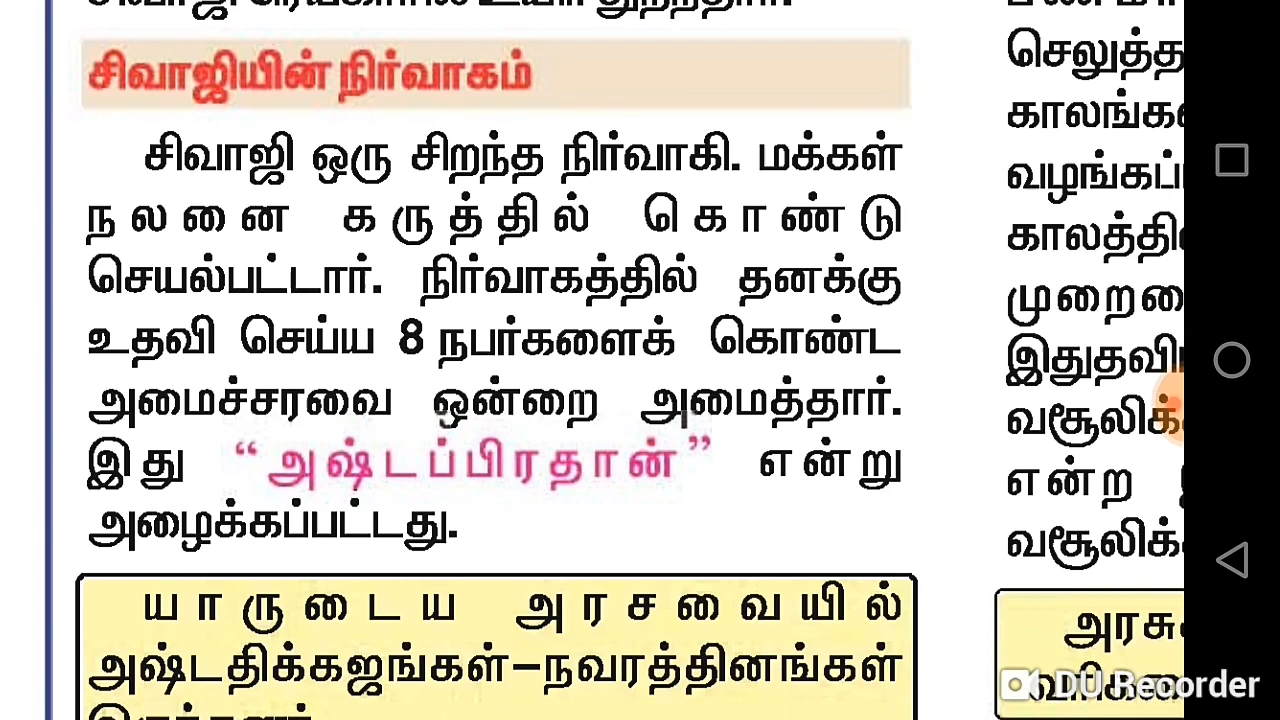 சிவாஜியின் நிர்வாகம்
சிவாஜி ஒரு சிறந்த நிர்வாகி. மக்கள்
நலனை கருத்தில் கொண்டு
செயல்பட்டார். நிர்வாகத்தில் தனக்கு
உதவி செய்ய 8 நபர்களைக் கொண்ட
அமைச்சரவை ஒன்றை அமைத்தார்.
இது “அஷ்டப்பிரதான்” என்று
அழைக்கப்பட்டது.
யாருடைய அரசவையில்
அஷ்டதிக்கஜங்கள்–நவரத்தினங்கள்
செலுத்த
காலங்க
வழங்கப்
காலத்தி
முறை
இதுதவி
வசூலிக்
என்ற
வசூலிக்
அரசு
DU Recorder